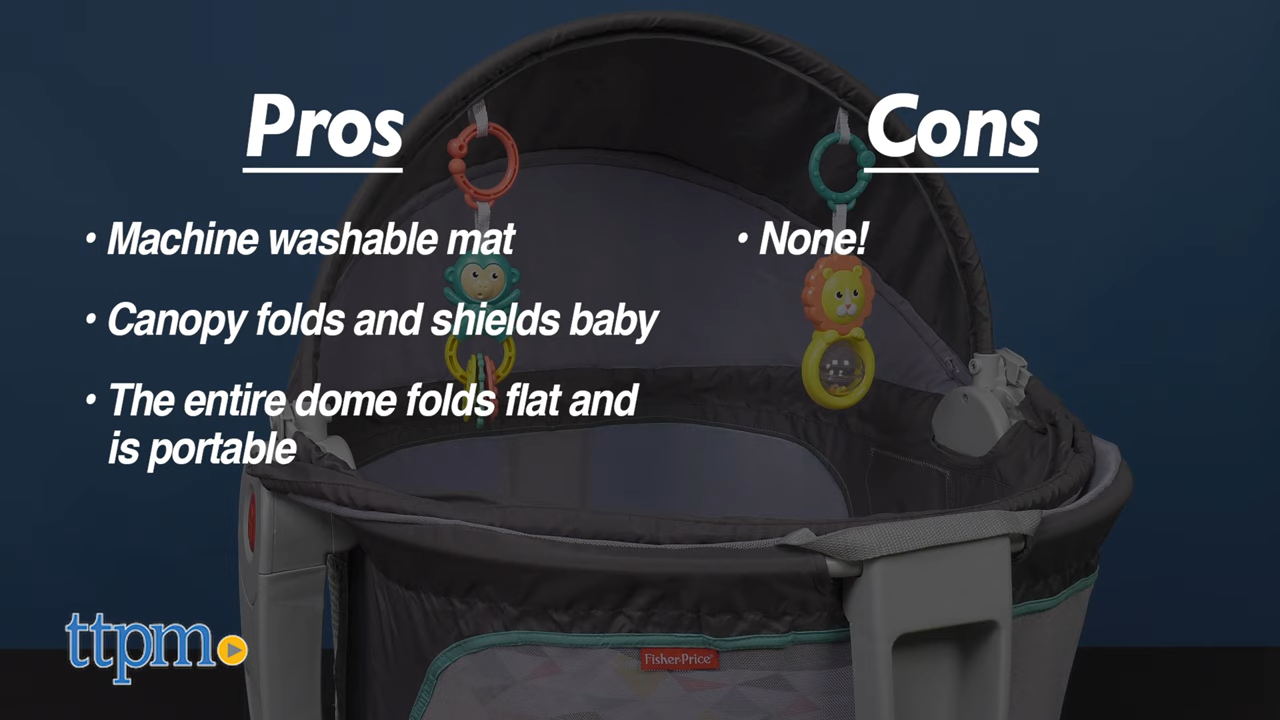 Pros
• Machine washable mat
• Canopy folds and shields baby
• The entire dome folds flat and
is portable
Cons
• None!
ttpm
Fisher-Price